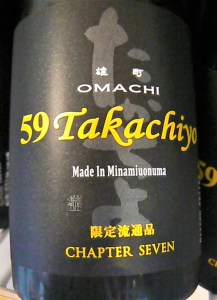 雄町
OMACHI
59 Takachiyo
Made In Minamiuonuma
限定流通品
CHAPTER SEVEN